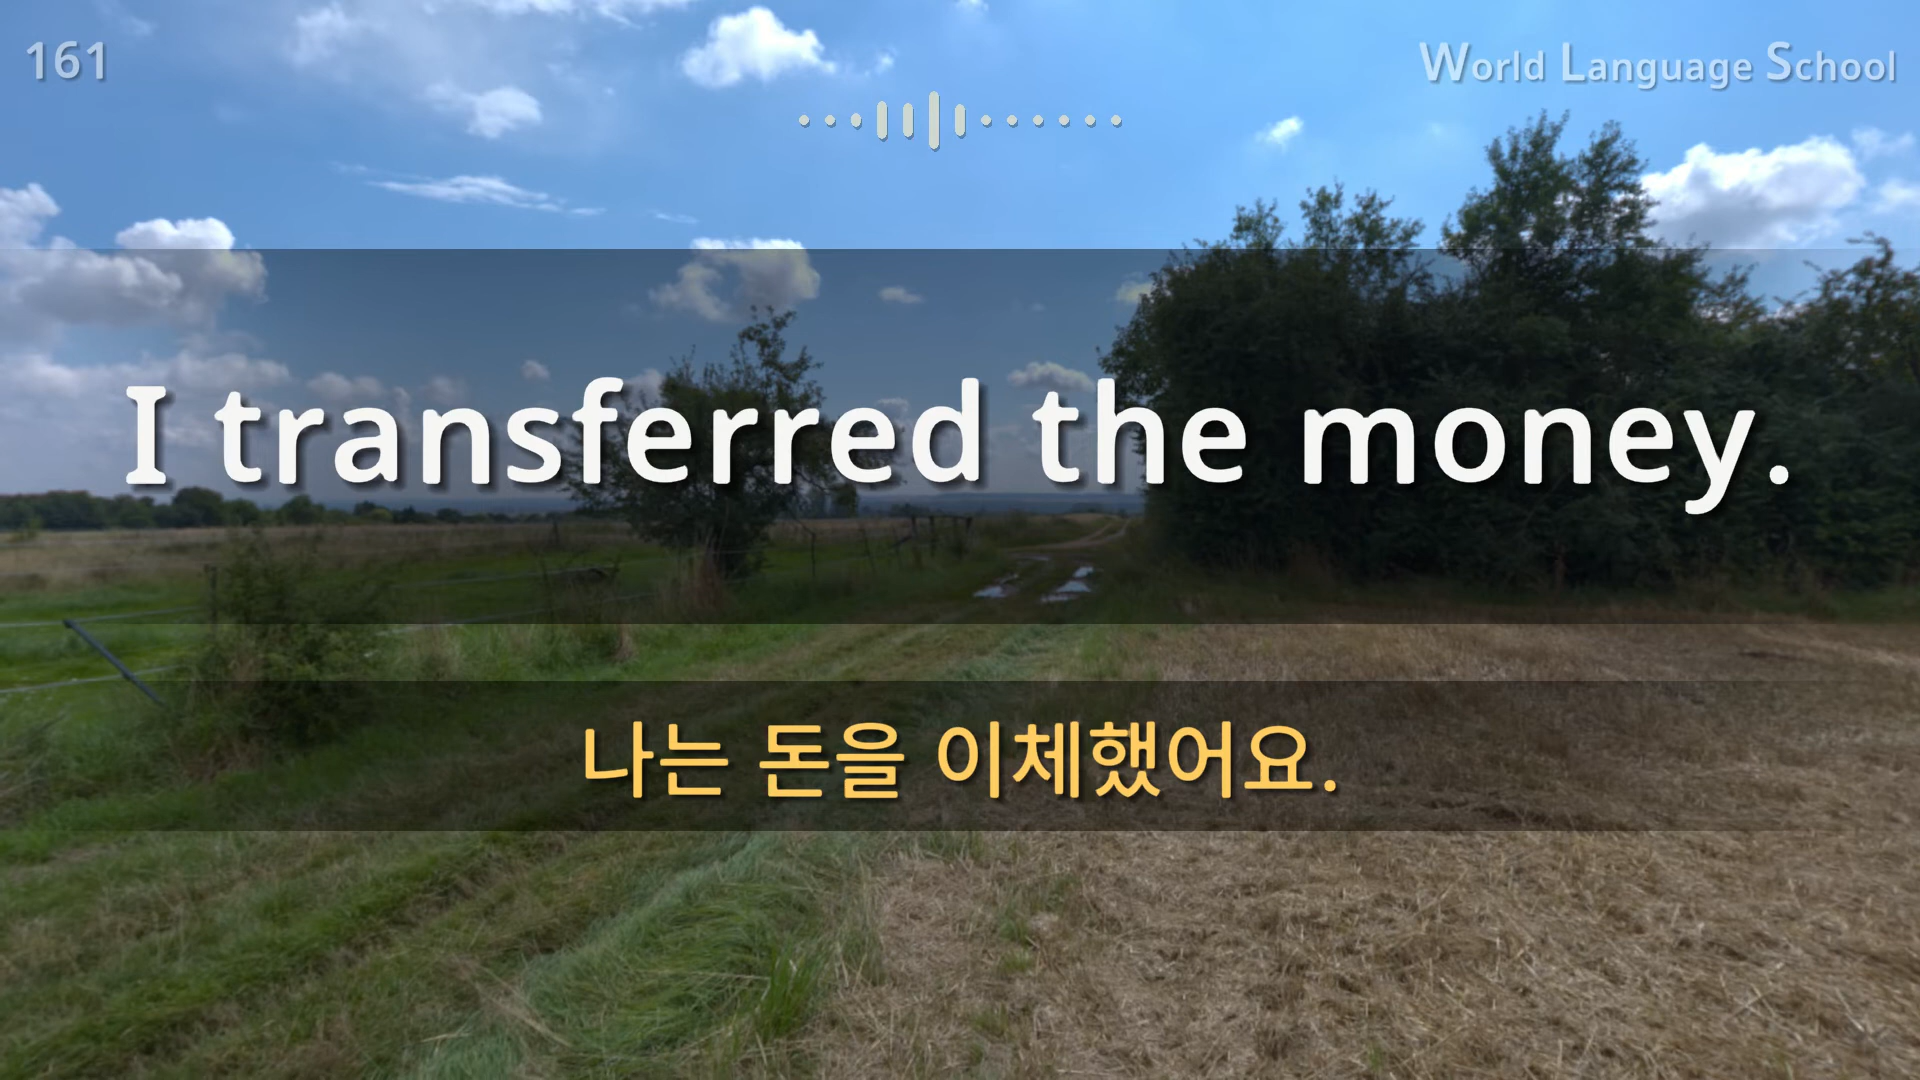 161
World Language School
I transferred the money.
나는 돈을 이체했어요.